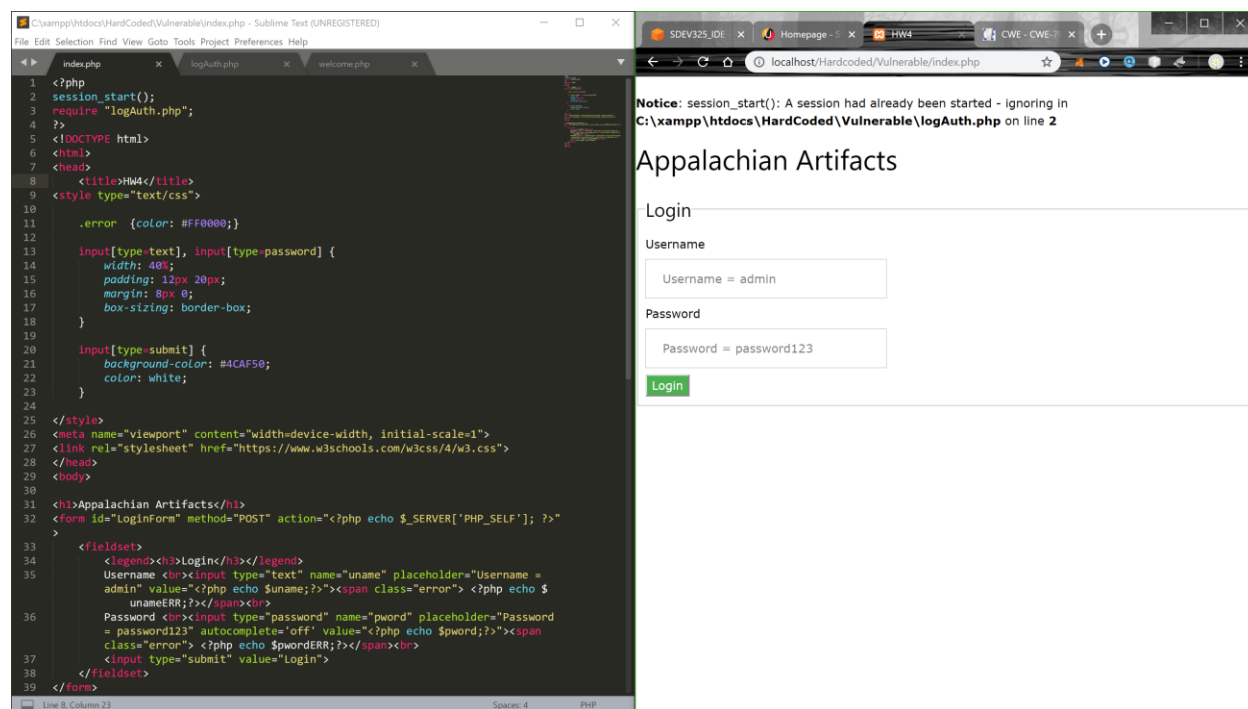 C:\xampp\htdocs\HardCoded\Vulnerable\index.php - Sublime Text (UNREGISTERED)
File Edit Selection Find View Goto Tools Project Preferences Help
index.php
logAuth.php
welcome.php
1 <?php
2 session_start();
3 require "logAuth.php";
4 ?>
5 <!DOCTYPE html>
6 <html>
7 <head>
8 <title>HW4</title>
9 <style type="text/css">
10
11 .error {color: #FF0000;}
12
13 input[type=text], input[type=password] {
14 width: 40%;
15 padding: 12px 20px;
16 margin: 8px 0;
17 box-sizing: border-box;
18 }
19
20 input[type=submit] {
21 background-color: #4CAF50;
22 color: white;
23 }
24
25 </style>
26 <meta name="viewport" content="width=device-width, initial-scale=1">
27 <link rel="stylesheet" href="https://www.w3schools.com/w3css/4/w3.css">
28 </head>
29 <body>
30
31 <h1>Appalachian Artifacts</h1>
32 <form id="LoginForm" method="POST" action="<?php echo $_SERVER['PHP_SELF']; ?>"
>
33 <fieldset>
34 <legend><h3>Login</h3></legend>
35 Username <br><input type="text" name="uname" placeholder="Username =
admin" value="<?php echo $uname;?>"><span class="error"> <?php echo $
unameERR;?></span><br>
36 Password <br><input type="password" name="pword" placeholder="Password
= password123" autocomplete='off' value="<?php echo $pword;?>"><span
class="error"> <?php echo $pwordERR;?></span><br>
37 <input type="submit" value="Login">
38 </fieldset>
39 </form>
Line 8, Column 23
Spaces: 4
PHP
SDEV325_IDE
Homepage - S
HW4
CWE - CWE-7
localhost/Hardcoded/Vulnerable/index.php
Notice: session_start(): A session had already been started - ignoring in
C:\xampp\htdocs\HardCoded\Vulnerable\logAuth.php on line 2
Appalachian Artifacts
Login
Username
Username = admin
Password
Password = password123
Login